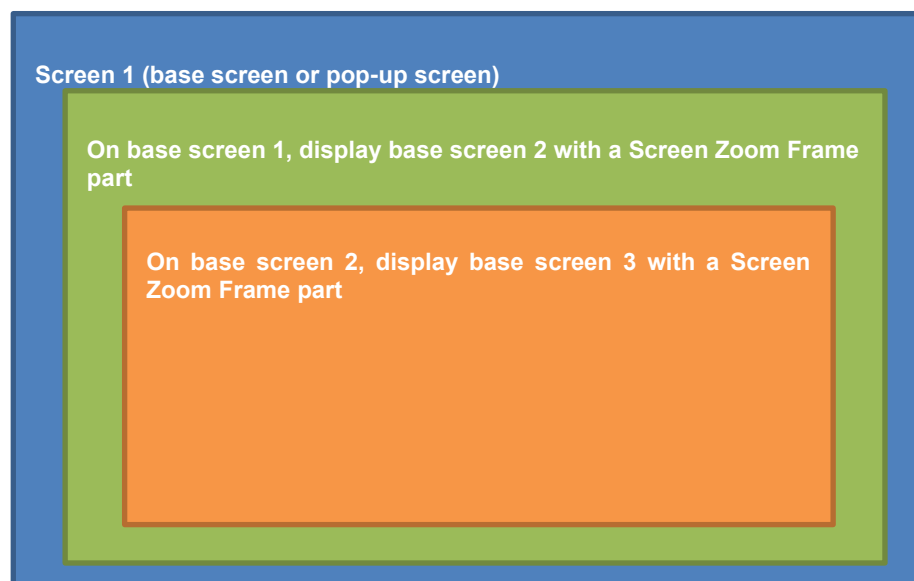 Screen 1 (base screen or pop-up screen)
On base screen 1, display base screen 2 with a Screen Zoom Frame
part
On base screen 2, display base screen 3 with a Screen
Zoom Frame part